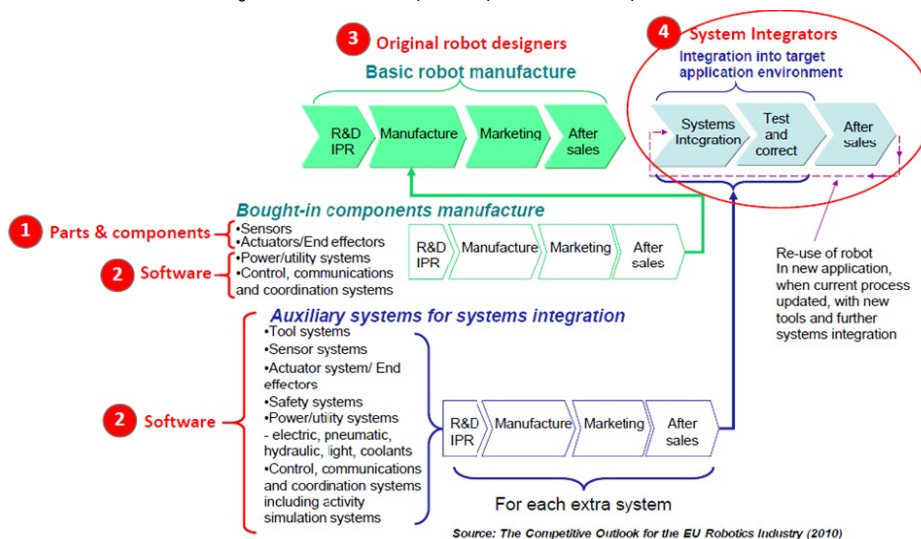 3 Original robot designers
Basic robot manufacture
R&D
IPR
Manufacture
Marketing
After
sales
4 System Integrators
Integration into target
application environment
Systems
Integration
Test
and
correct
After
sales
Bought-in components manufacture
1 Parts & components
•Sensors
•Actuators/End effectors
2 Software
•Power/utility systems
•Control, communications
and coordination systems
R&D
IPR
Manufacture
Marketing
After
sales
Re-use of robot
In new application,
when current process
updated, with new
tools and further
systems integration
Auxiliary systems for systems integration
2 Software
•Tool systems
•Sensor systems
•Actuator system/ End
effectors
•Safety systems
•Power/utility systems
- electric, pneumatic,
hydraulic, light, coolants
•Control, communications
and coordination systems
including activity
simulation systems
R&D
IPR
Manufacture
Marketing
After
sales
For each extra system
Source: The Competitive Outlook for the EU Robotics Industry (2010)